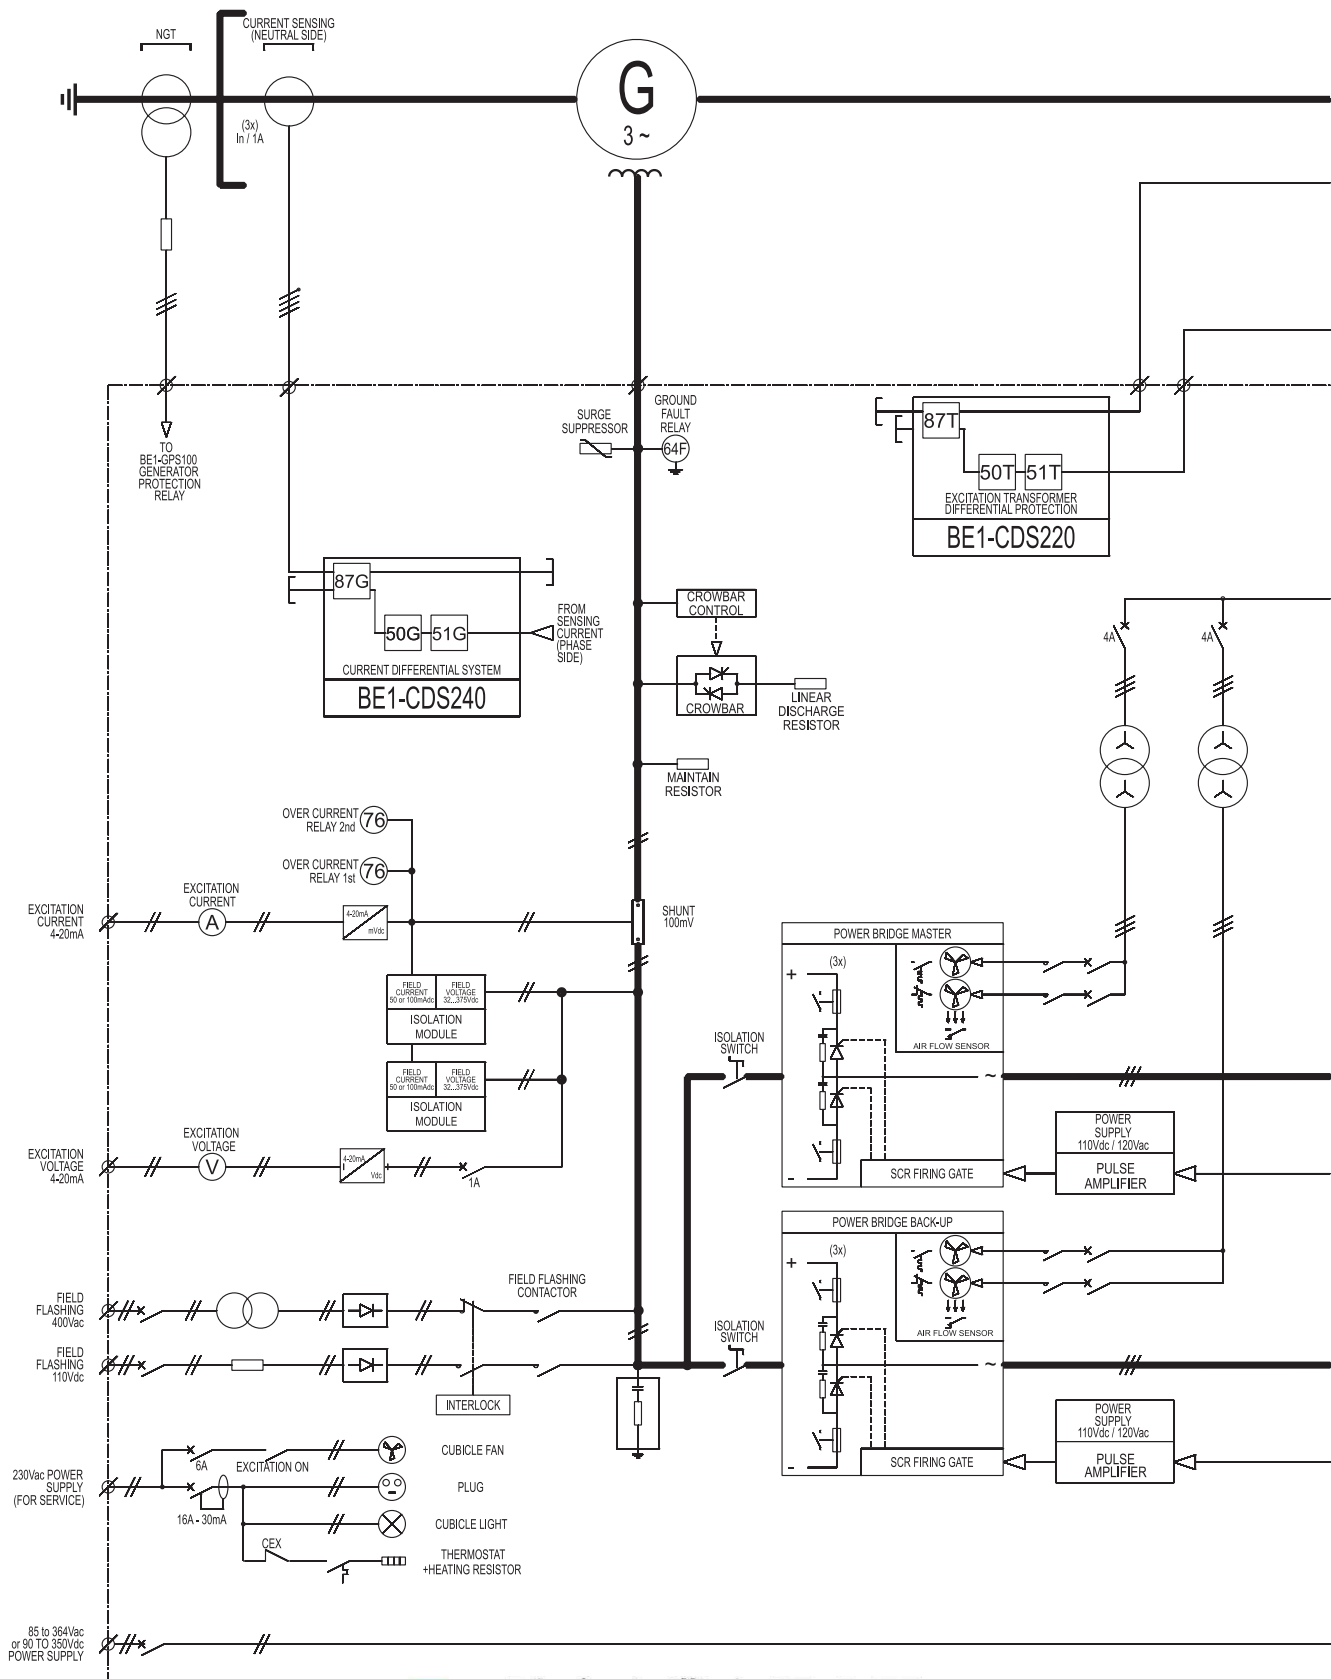 NGT
CURRENT SENSING
(NEUTRAL SIDE)
(3x)
In / 1A
G
3 ~
TO
BE1-GPS100
GENERATOR
PROTECTION
RELAY
SURGE
SUPPRESSOR
GROUND
FAULT
RELAY
64F
87T
50T
51T
EXCITATION TRANSFORMER
DIFFERENTIAL PROTECTION
BE1-CDS220
87G
50G
51G
CURRENT DIFFERENTIAL SYSTEM
BE1-CDS240
FROM
SENSING
CURRENT
(PHASE
SIDE)
CROWBAR
CONTROL
CROWBAR
LINEAR
DISCHARGE
RESISTOR
MAINTAIN
RESISTOR
4A
4A
OVER CURRENT
RELAY 2nd
76
OVER CURRENT
RELAY 1st
76
EXCITATION
CURRENT
4-20mA
EXCITATION
CURRENT
A
4-20mA
mVdc
SHUNT
100mV
FIELD
CURRENT
50 or 100mAdc
FIELD
VOLTAGE
32...375Vdc
ISOLATION
MODULE
FIELD
CURRENT
50 or 100mAdc
FIELD
VOLTAGE
32...375Vdc
ISOLATION
MODULE
EXCITATION
VOLTAGE
4-20mA
EXCITATION
VOLTAGE
V
4-20mA
Vdc
1A
ISOLATION
SWITCH
POWER BRIDGE MASTER
(3x)
+
-
~
AIR FLOW SENSOR
SCR FIRING GATE
POWER
SUPPLY
110Vdc / 120Vac
PULSE
AMPLIFIER
POWER BRIDGE BACK-UP
(3x)
+
-
~
AIR FLOW SENSOR
SCR FIRING GATE
POWER
SUPPLY
110Vdc / 120Vac
PULSE
AMPLIFIER
ISOLATION
SWITCH
FIELD
FLASHING
400Vac
FIELD FLASHING
CONTACTOR
FIELD
FLASHING
110Vdc
INTERLOCK
230Vac POWER
SUPPLY
(FOR SERVICE)
6A
EXCITATION ON
CUBICLE FAN
16A - 30mA
PLUG
CUBICLE LIGHT
CEX
THERMOSTAT
+HEATING RESISTOR
85 to 364Vac
or 90 TO 350Vdc
POWER SUPPLY